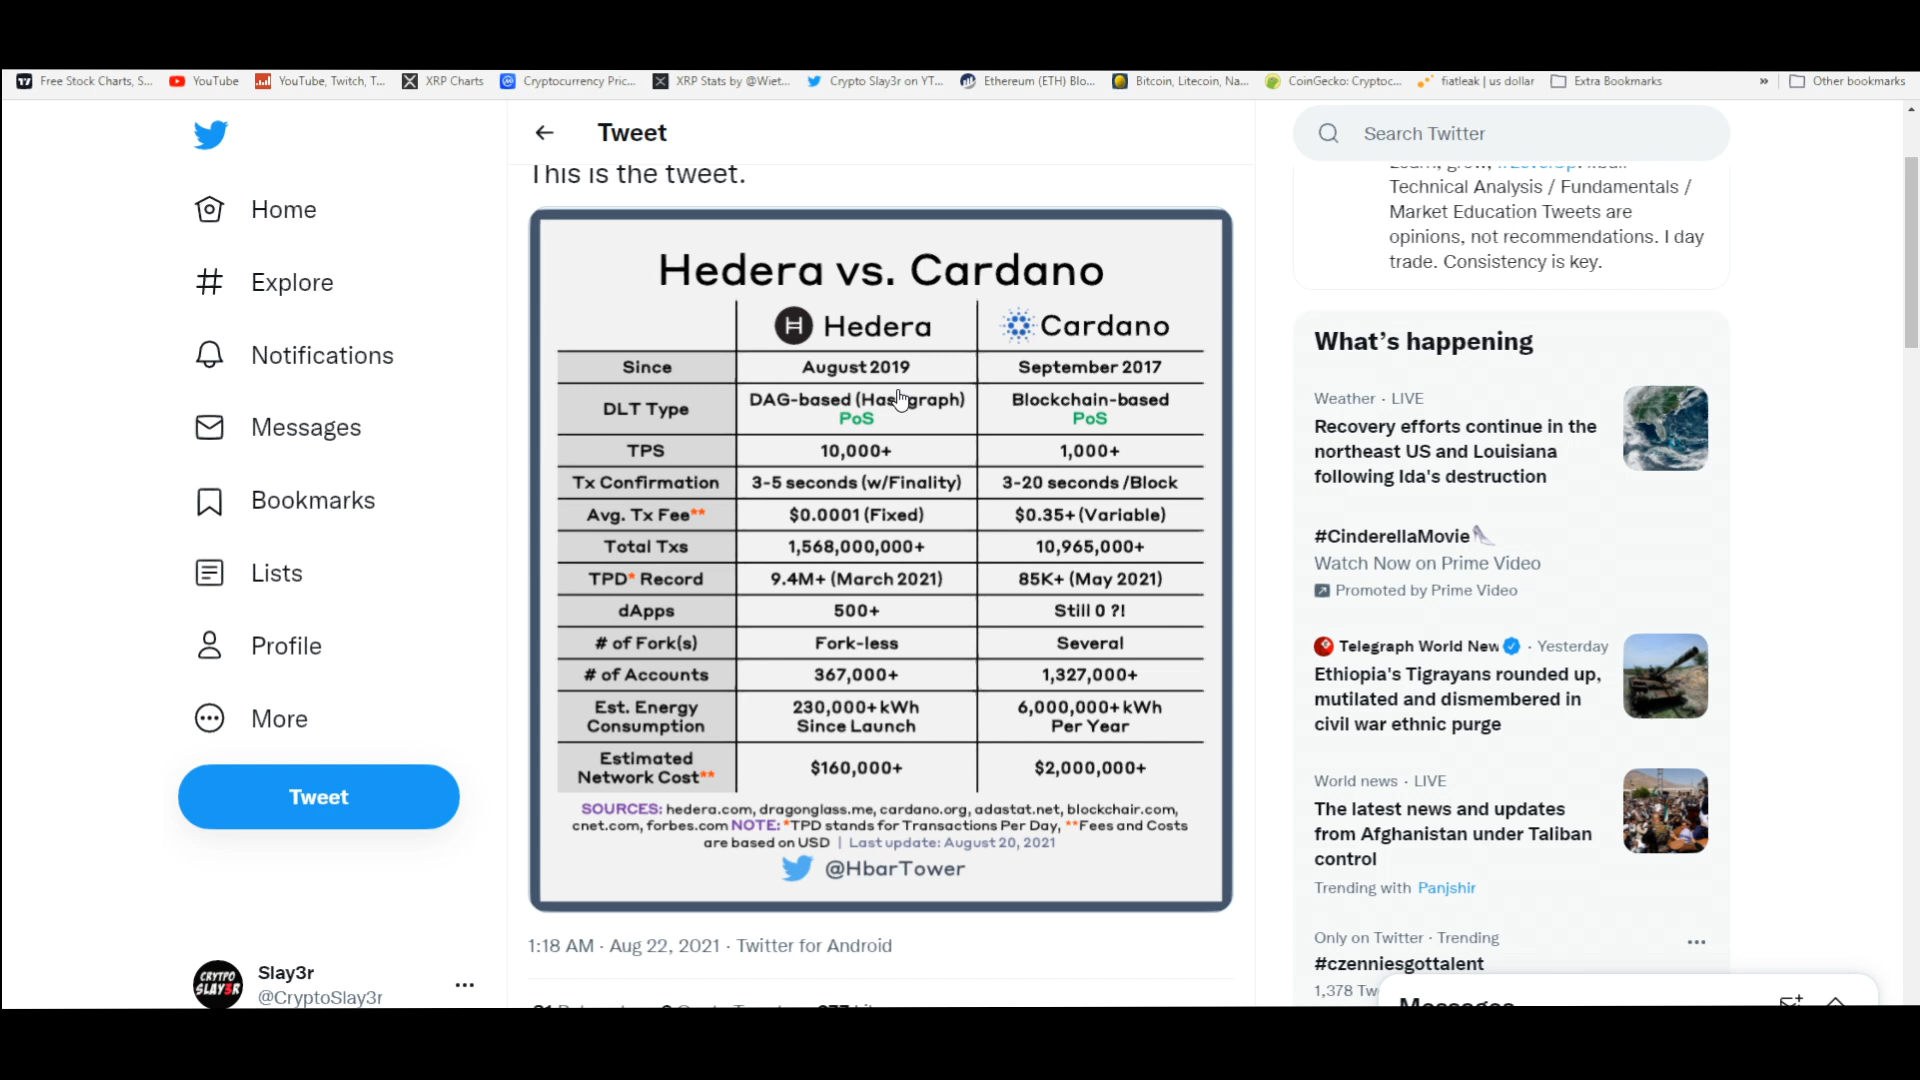 Free Stock Charts, S...
YouTube
YouTube, Twitch, T...
XRP Charts
Cryptocurrency Pric...
XRP Stats by @Wiet...
Crypto Slay3r on YT...
Ethereum (ETH) Blo...
Bitcoin, Litecoin, Na...
CoinGecko: Cryptoc...
fiatleak | us dollar
Extra Bookmarks
»
Other bookmarks
Home
Explore
Notifications
Messages
Bookmarks
Lists
Profile
More
Tweet
CRYTPO
SLAY3R
Slay3r
@CryptoSlay3r
Tweet
This is the tweet.
Hedera vs. Cardano
Hedera Cardano
Since August 2019 September 2017
DLT Type DAG-based (Hashgraph) PoS Blockchain-based PoS
TPS 10,000+ 1,000+
Tx Confirmation 3-5 seconds (w/Finality) 3-20 seconds /Block
Avg. Tx Fee** $0.0001 (Fixed) $0.35+ (Variable)
Total Txs 1,568,000,000+ 10,965,000+
TPD* Record 9.4M+ (March 2021) 85K+ (May 2021)
dApps 500+ Still 0 ?!
# of Fork(s) Fork-less Several
# of Accounts 367,000+ 1,327,000+
Est. Energy Consumption 230,000+ kWh Since Launch 6,000,000+ kWh Per Year
Estimated Network Cost** $160,000+ $2,000,000+
SOURCES: hedera.com, dragonglass.me, cardano.org, adastat.net, blockchair.com,
cnet.com, forbes.com NOTE: *TPD stands for Transactions Per Day, **Fees and Costs
are based on USD | Last update: August 20, 2021
@HbarTower
1:18 AM · Aug 22, 2021 · Twitter for Android
Search Twitter
Technical Analysis / Fundamentals /
Market Education Tweets are
opinions, not recommendations. I day
trade. Consistency is key.
What's happening
Weather · LIVE
Recovery efforts continue in the
northeast US and Louisiana
following Ida's destruction
#CinderellaMovie
Watch Now on Prime Video
Promoted by Prime Video
Telegraph World New · Yesterday
Ethiopia's Tigrayans rounded up,
mutilated and dismembered in
civil war ethnic purge
World news · LIVE
The latest news and updates
from Afghanistan under Taliban
control
Trending with Panjshir
Only on Twitter · Trending
#czenniesgottalent
1,378 Tw
Messages